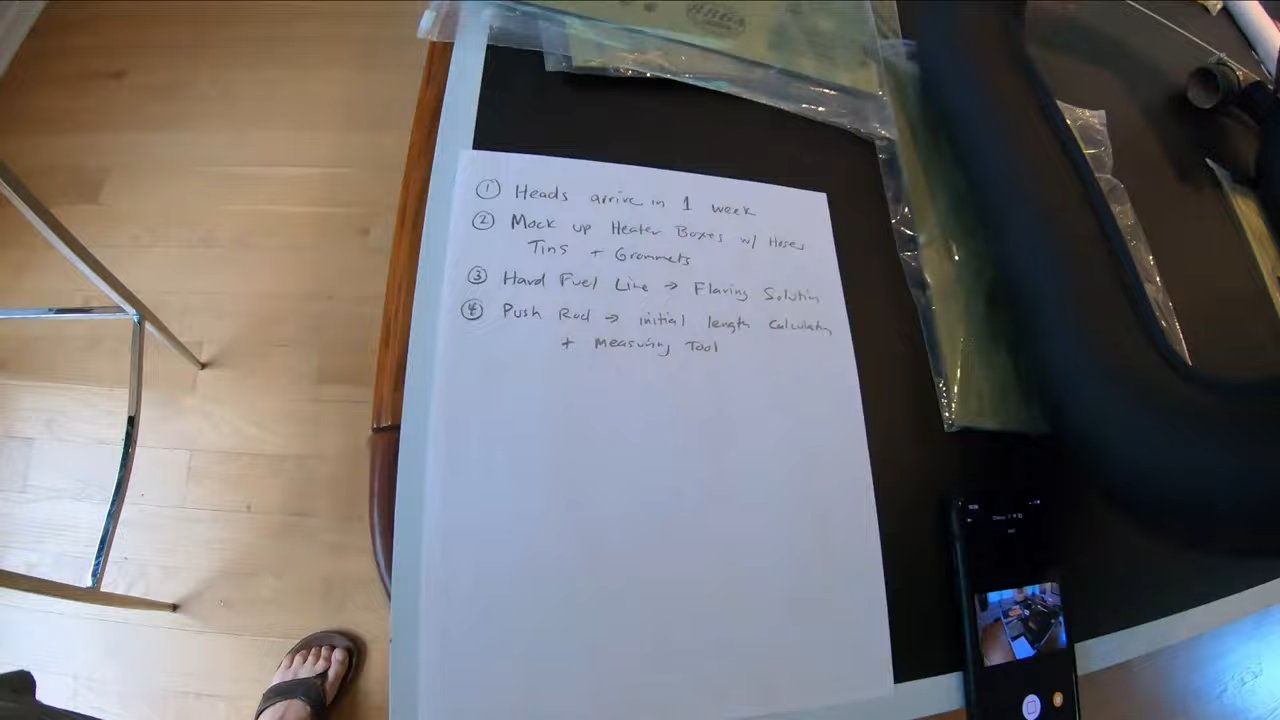 ① Heads arrive in 1 week
② Mock up Heater Boxes w/ Hoses
Tins + Grommets
③ Hard Fuel Line → Flaring Solution
④ Push Rod → initial length Calculation
+ Measuring Tool